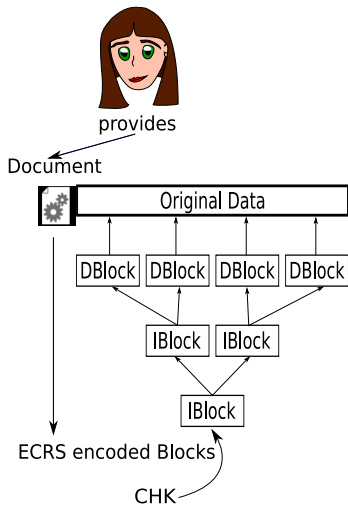 provides
Document
Original Data
DBlock DBlock DBlock DBlock
IBlock IBlock
IBlock
ECRS encoded Blocks
CHK